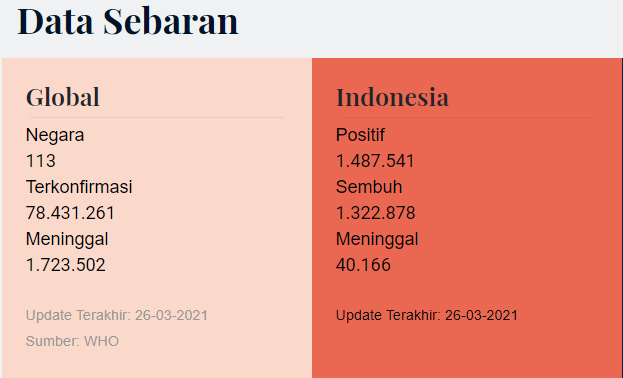 Data Sebaran
Global
Negara
113
Terkonfirmasi
78.431.261
Meninggal
1.723.502
Update Terakhir: 26-03-2021
Sumber: WHO
Indonesia
Positif
1.487.541
Sembuh
1.322.878
Meninggal
40.166
Update Terakhir: 26-03-2021